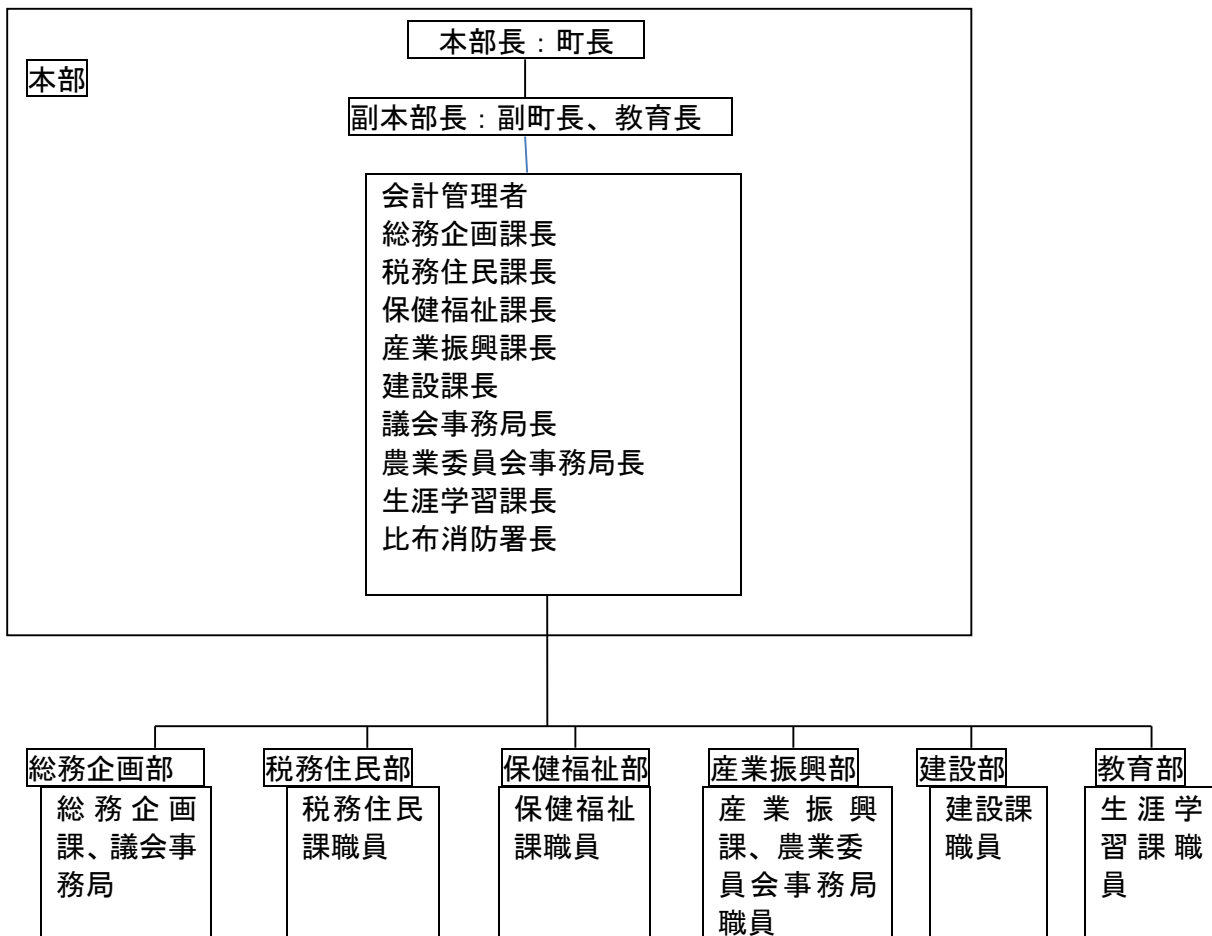 本部長：町長
本部
副本部長：副町長、教育長
会計管理者
総務企画課長
税務住民課長
保健福祉課長
産業振興課長
建設課長
議会事務局長
農業委員会事務局長
生涯学習課長
比布消防署長
総務企画部
総務企画
課、議会事
務局
税務住民部
税務住民
課職員
保健福祉部
保健福祉
課職員
産業振興部
産業振興
課、農業委
員会事務局
職員
建設部
建設課
職員
教育部
生涯学
習課職
員